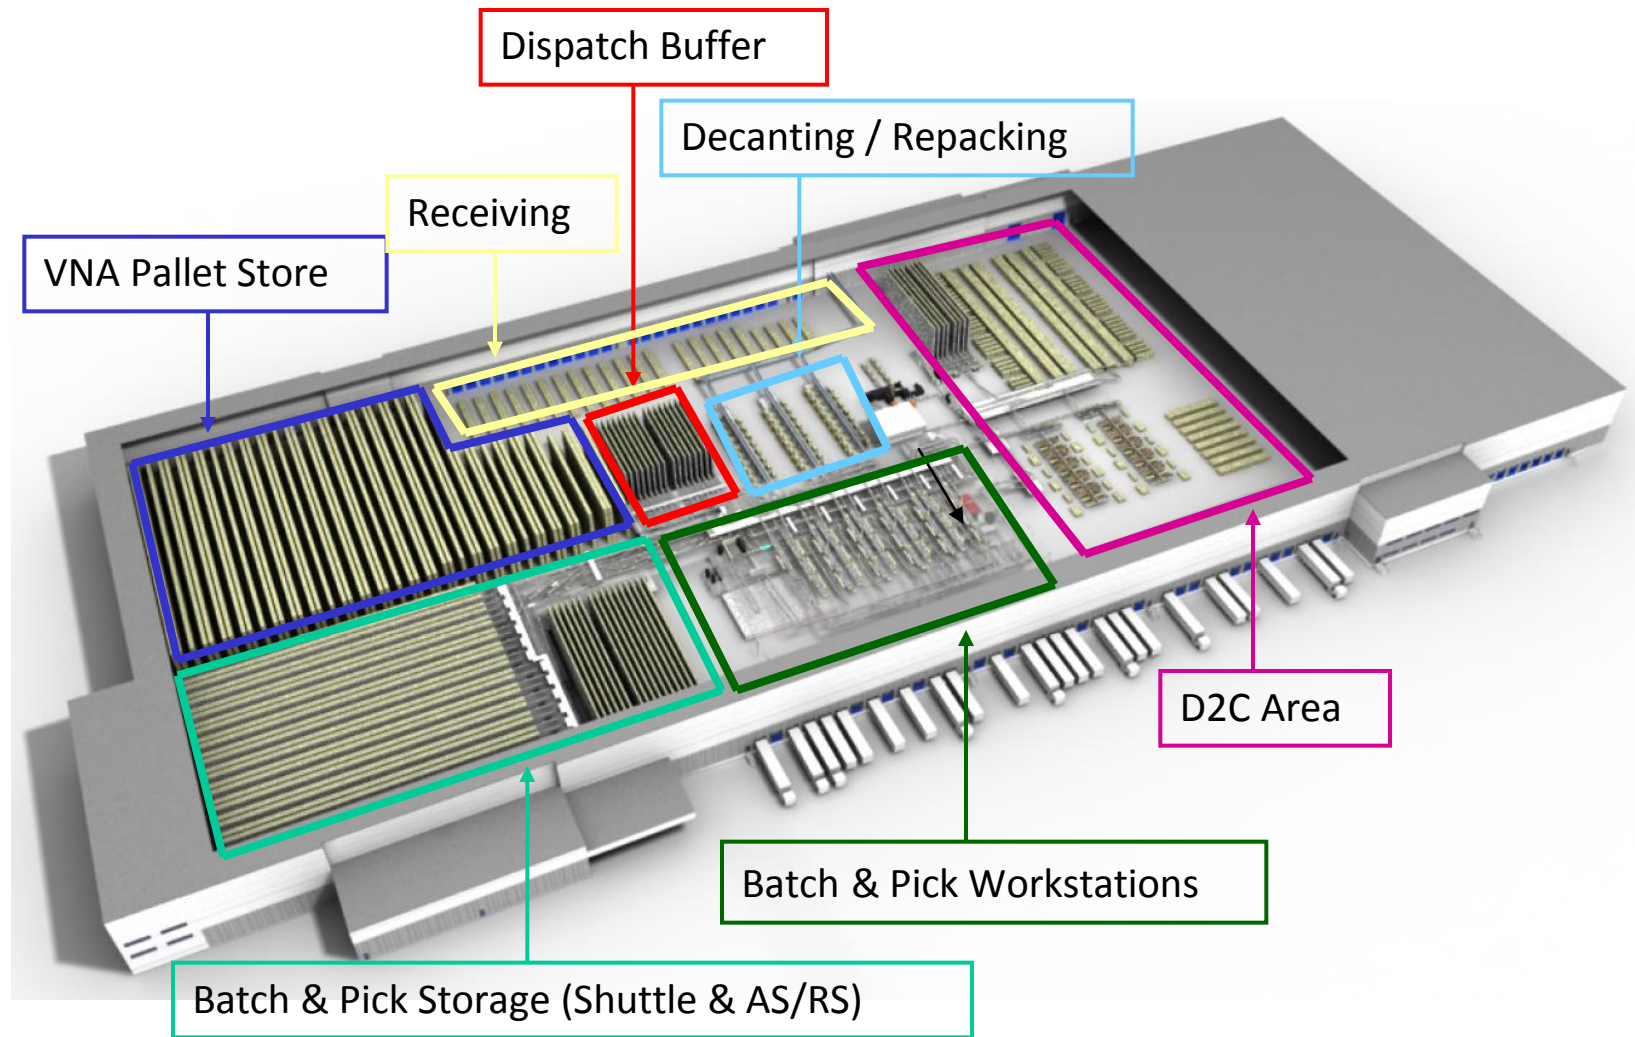 Dispatch Buffer
Decanting / Repacking
Receiving
VNA Pallet Store
D2C Area
Batch & Pick Workstations
Batch & Pick Storage (Shuttle & AS/RS)